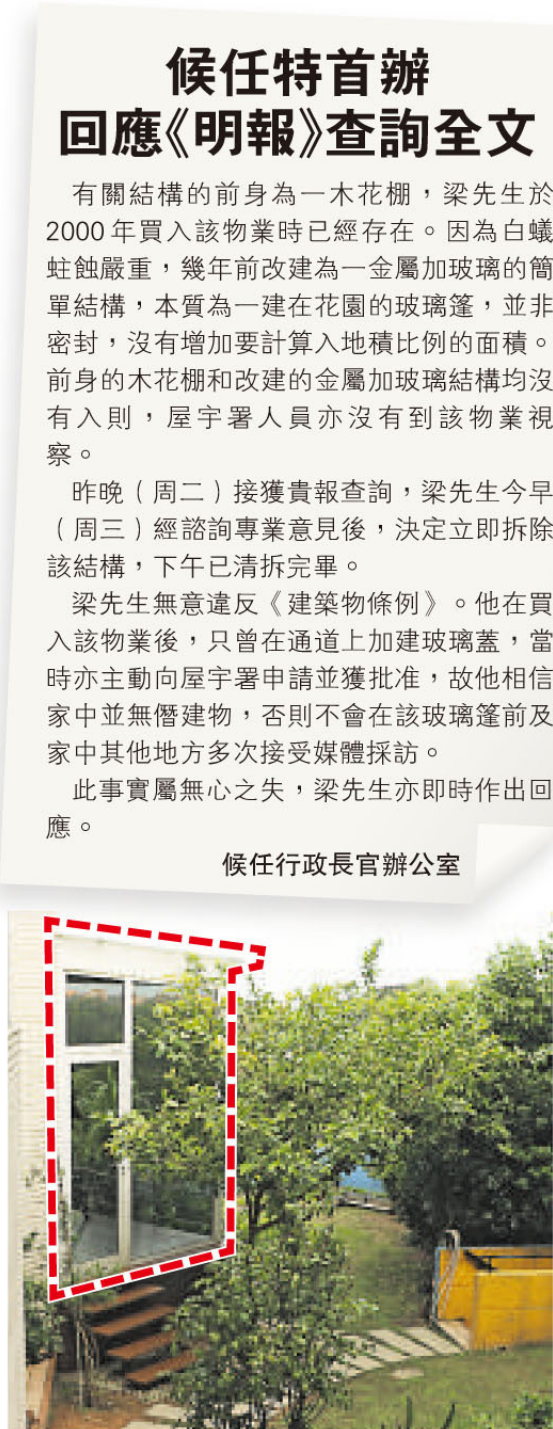 候任特首辦
回應《明報》查詢全文
有關結構的前身為一木花棚，梁先生於
2000年買入該物業時已經存在。因為白蟻
蛀蝕嚴重，幾年前改建為一金屬加玻璃的簡
單結構，本質為一建在花園的玻璃篷，並非
密封，沒有增加要計算入地積比例的面積。
前身的木花棚和改建的金屬加玻璃結構均沒
有入則，屋宇署人員亦沒有到該物業視
察。
昨晚（周二）接獲貴報查詢，梁先生今早
（周三）經諮詢專業意見後，決定立即拆除
該結構，下午已清拆完畢。
梁先生無意違反《建築物條例》。他在買
入該物業後，只曾在通道上加建玻璃蓋，當
時亦主動向屋宇署申請並獲批准，故他相信
家中並無僭建物，否則不會在該玻璃篷前及
家中其他地方多次接受媒體採訪。
此事實屬無心之失，梁先生亦即時作出回
應。
候任行政長官辦公室